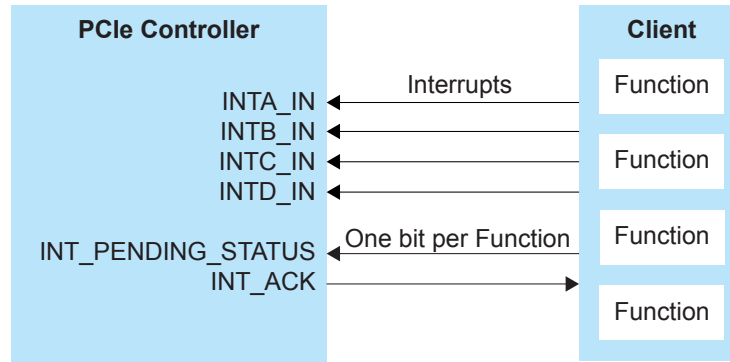 PCIe Controller
Client
Interrupts
Function
INTA_IN
INTB_IN
INTC_IN
Function
INTD_IN
One bit per Function
Function
INT_PENDING_STATUS
INT_ACK
Function